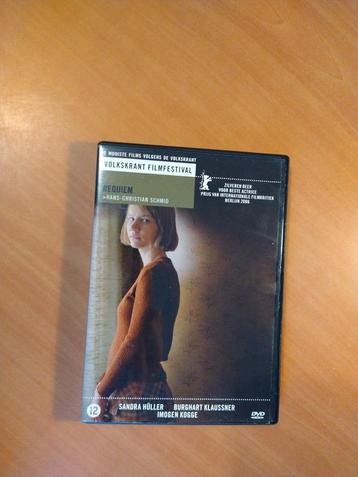 DE MOOISTE FILMS VOLGENS DE VOLKSKRANT
VOLKSKRANT FILMFESTIVAL
REQUIEM
HANS-CHRISTIAN SCHMID
ZILVEREN BEER
VOOR BESTE ACTRICE
PRIJS VAN INTERNATIONALE FILMKRITIEK
BERLIJN 2006
12
SANDRA HÜLLER BURGHART KLAUSSNER
IMOGEN KOGGE
DVD